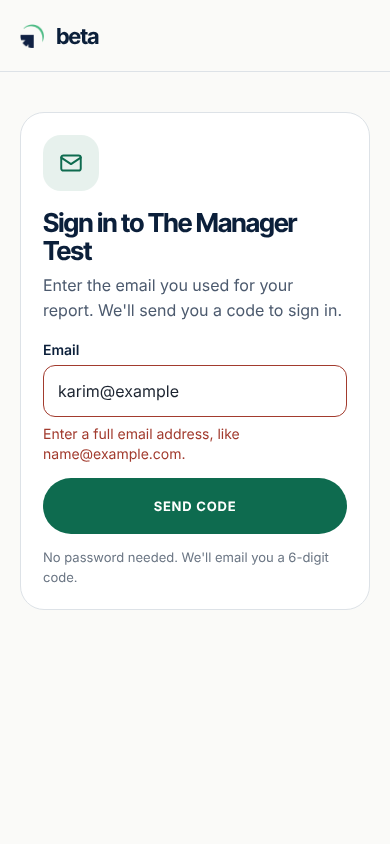 beta
Sign in to The Manager
Test
Enter the email you used for your
report. We'll send you a code to sign in.
Email
karim@example
Enter a full email address, like
name@example.com.
SEND CODE
No password needed. We'll email you a 6-digit
code.